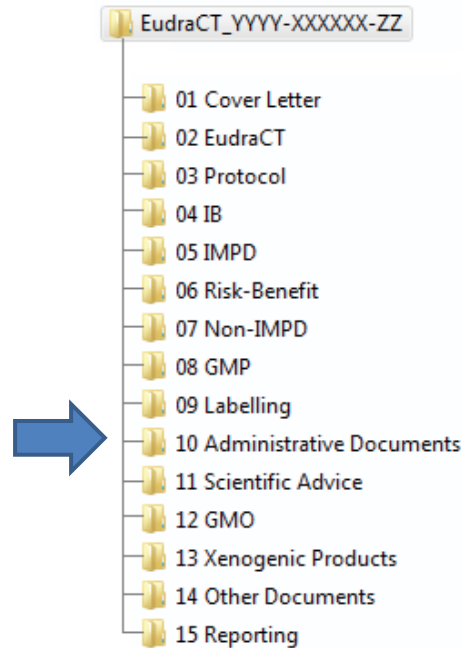 EudraCT_YYYY-XXXXXX-ZZ
01 Cover Letter
02 EudraCT
03 Protocol
04 IB
05 IMPD
06 Risk-Benefit
07 Non-IMPD
08 GMP
09 Labelling
10 Administrative Documents
11 Scientific Advice
12 GMO
13 Xenogenic Products
14 Other Documents
15 Reporting